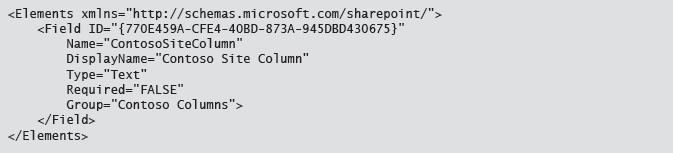 <Elements xmlns="http://schemas.microsoft.com/sharepoint/">
<Field ID="{770E459A-CFE4-40BD-873A-945DBD430675}"
Name="ContosoSiteColumn"
DisplayName="Contoso Site Column"
Type="Text"
Required="FALSE"
Group="Contoso Columns">
</Field>
</Elements>